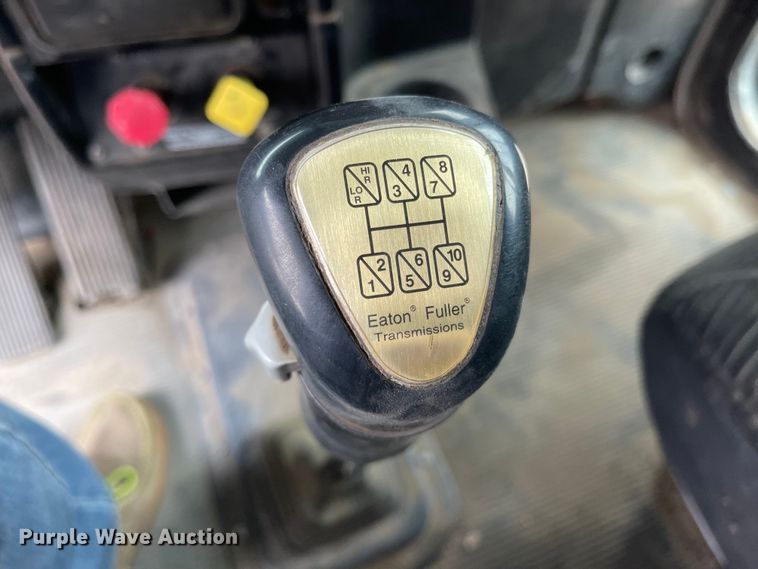 HI R LO R 4 3 8 7
2 1 6 5 10 9
Eaton® Fuller®
Transmissions
Purple Wave Auction